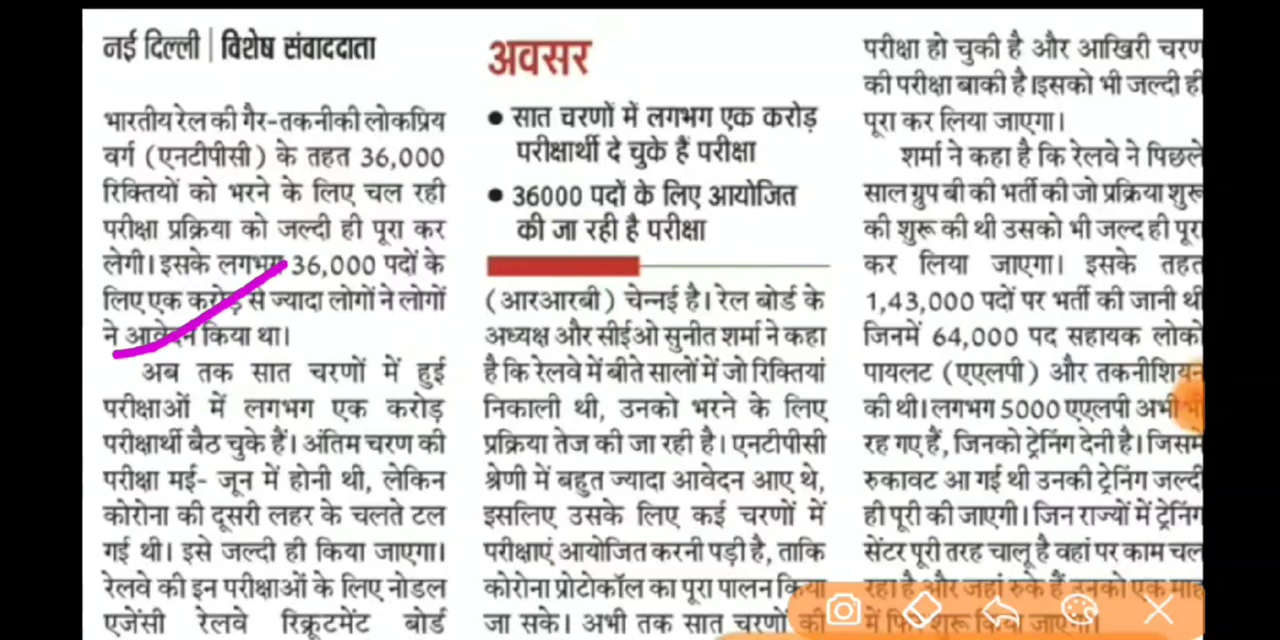 नई दिल्ली | विशेष संवाददाता
भारतीय रेल की गैर-तकनीकी लोकप्रिय
वर्ग (एनटीपीसी) के तहत 36,000
रिक्तियों को भरने के लिए चल रही
परीक्षा प्रक्रिया को जल्दी ही पूरा कर
लेगी। इसके लगभग 36,000 पदों के
लिए एक करोड़ से ज्यादा लोगों ने लोगों
ने आवेदन किया था।
अब तक सात चरणों में हुई
परीक्षाओं में लगभग एक करोड़
परीक्षार्थी बैठ चुके हैं। अंतिम चरण की
परीक्षा मई- जून में होनी थी, लेकिन
कोरोना की दूसरी लहर के चलते टल
गई थी। इसे जल्दी ही किया जाएगा।
रेलवे की इन परीक्षाओं के लिए नोडल
एजेंसी रेलवे रिक्रूटमेंट बोर्ड
अवसर
● सात चरणों में लगभग एक करोड़
परीक्षार्थी दे चुके हैं परीक्षा
● 36000 पदों के लिए आयोजित
की जा रही है परीक्षा
(आरआरबी) चेन्नई है। रेल बोर्ड के
अध्यक्ष और सीईओ सुनीत शर्मा ने कहा
है कि रेलवे में बीते सालों में जो रिक्तियां
निकाली थी, उनको भरने के लिए
प्रक्रिया तेज की जा रही है। एनटीपीसी
श्रेणी में बहुत ज्यादा आवेदन आए थे,
इसलिए उसके लिए कई चरणों में
परीक्षाएं आयोजित करनी पड़ी है, ताकि
कोरोना प्रोटोकॉल का पूरा पालन किया
जा सके। अभी तक सात चरणों की
परीक्षा हो चुकी है और आखिरी चरण
की परीक्षा बाकी है। इसको भी जल्दी ही
पूरा कर लिया जाएगा।
शर्मा ने कहा है कि रेलवे ने पिछले
साल ग्रुप बी की भर्ती की जो प्रक्रिया शुरू
की शुरू की थी उसको भी जल्द ही पूरा
कर लिया जाएगा। इसके तहत
1,43,000 पदों पर भर्ती की जानी थी
जिनमें 64,000 पद सहायक लोको
पायलट (एएलपी) और तकनीशियन
की थी। लगभग 5000 एएलपी अभी भी
रह गए हैं, जिनको ट्रेनिंग देनी है। जिसमें
रुकावट आ गई थी उनकी ट्रेनिंग जल्दी
ही पूरी की जाएगी। जिन राज्यों में ट्रेनिंग
सेंटर पूरी तरह चालू है वहां पर काम चल
रहा है और जहां रुके हैं उनको एक माह
में फिर शुरू किया जाएगा।